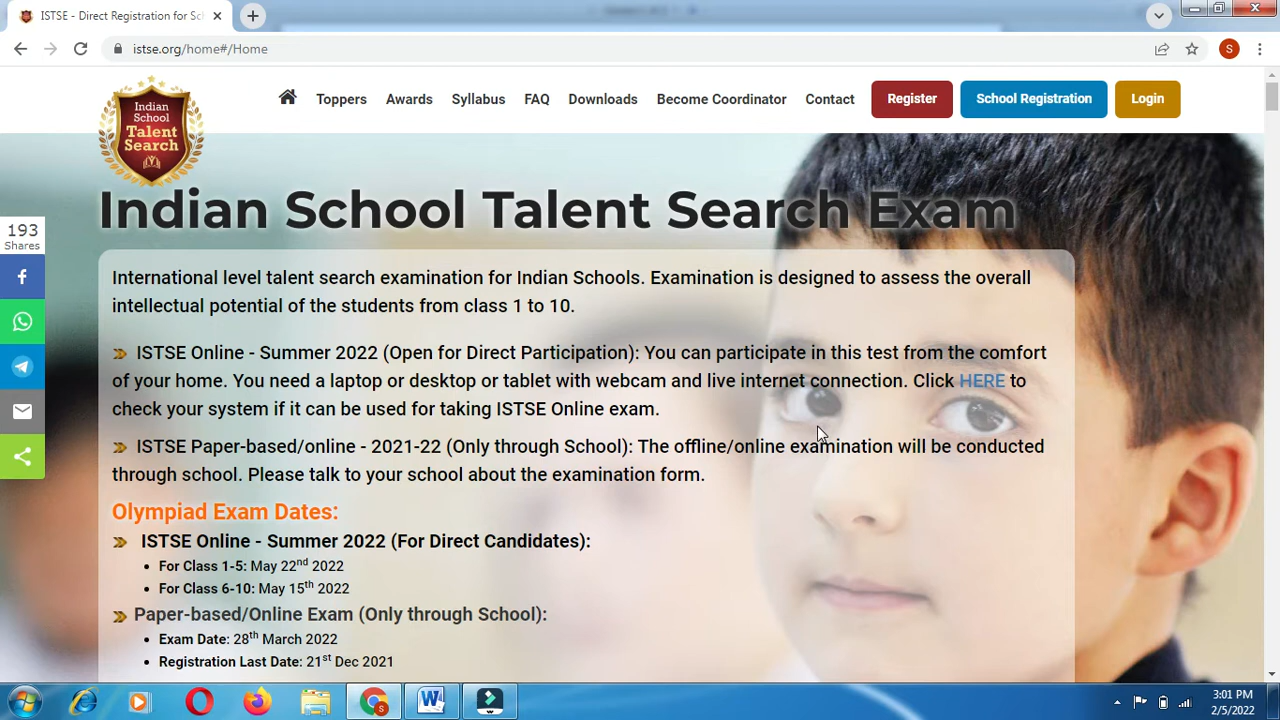 ISTSE - Direct Registration for Sch
istse.org/home#/Home
S
Indian
School
Talent
Search
Toppers Awards Syllabus FAQ Downloads Become Coordinator Contact Register School Registration Login
Indian School Talent Search Exam
193
Shares
International level talent search examination for Indian Schools. Examination is designed to assess the overall
intellectual potential of the students from class 1 to 10.
ISTSE Online - Summer 2022 (Open for Direct Participation): You can participate in this test from the comfort
of your home. You need a laptop or desktop or tablet with webcam and live internet connection. Click HERE to
check your system if it can be used for taking ISTSE Online exam.
ISTSE Paper-based/online - 2021-22 (Only through School): The offline/online examination will be conducted
through school. Please talk to your school about the examination form.
Olympiad Exam Dates:
ISTSE Online - Summer 2022 (For Direct Candidates):
• For Class 1-5: May 22nd 2022
• For Class 6-10: May 15th 2022
Paper-based/Online Exam (Only through School):
• Exam Date: 28th March 2022
• Registration Last Date: 21st Dec 2021
3:01 PM
2/5/2022